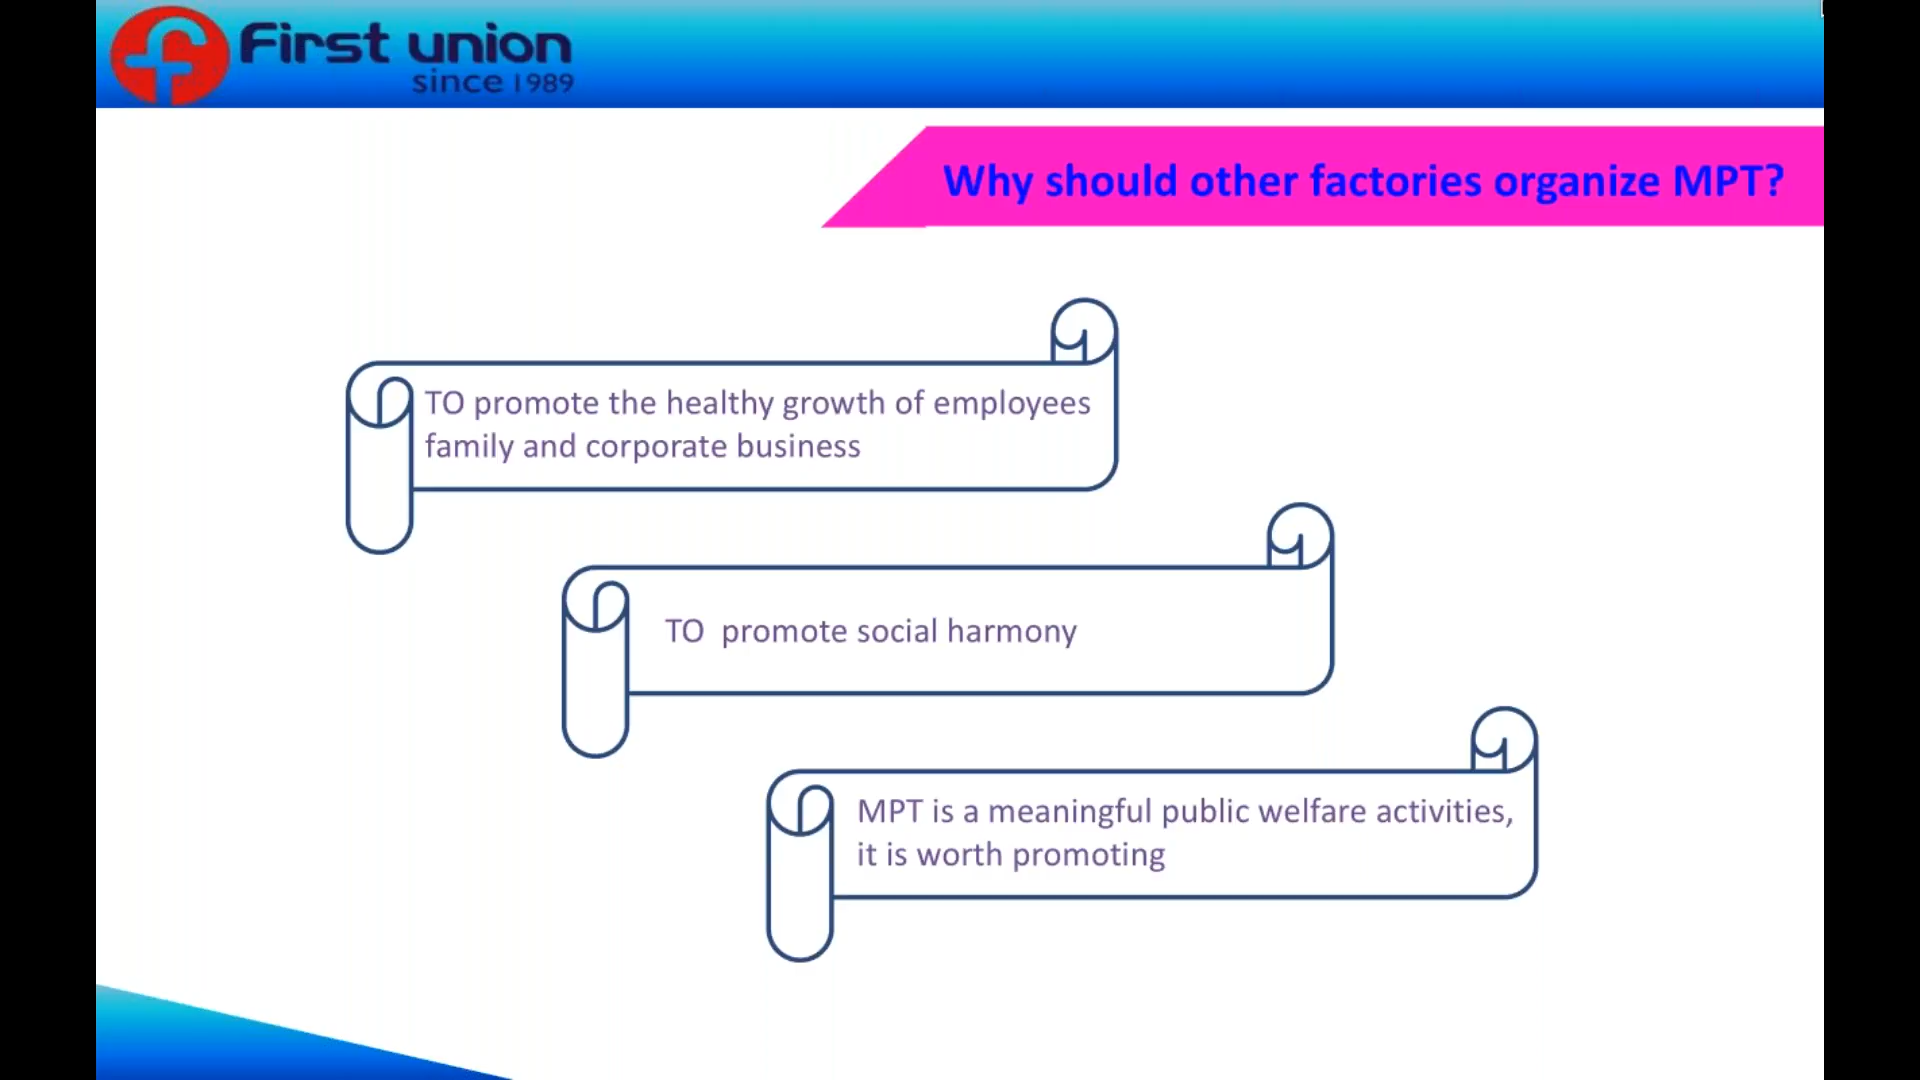 First union
since 1989
Why should other factories organize MPT?
TO promote the healthy growth of employees
family and corporate business
TO promote social harmony
MPT is a meaningful public welfare activities,
it is worth promoting